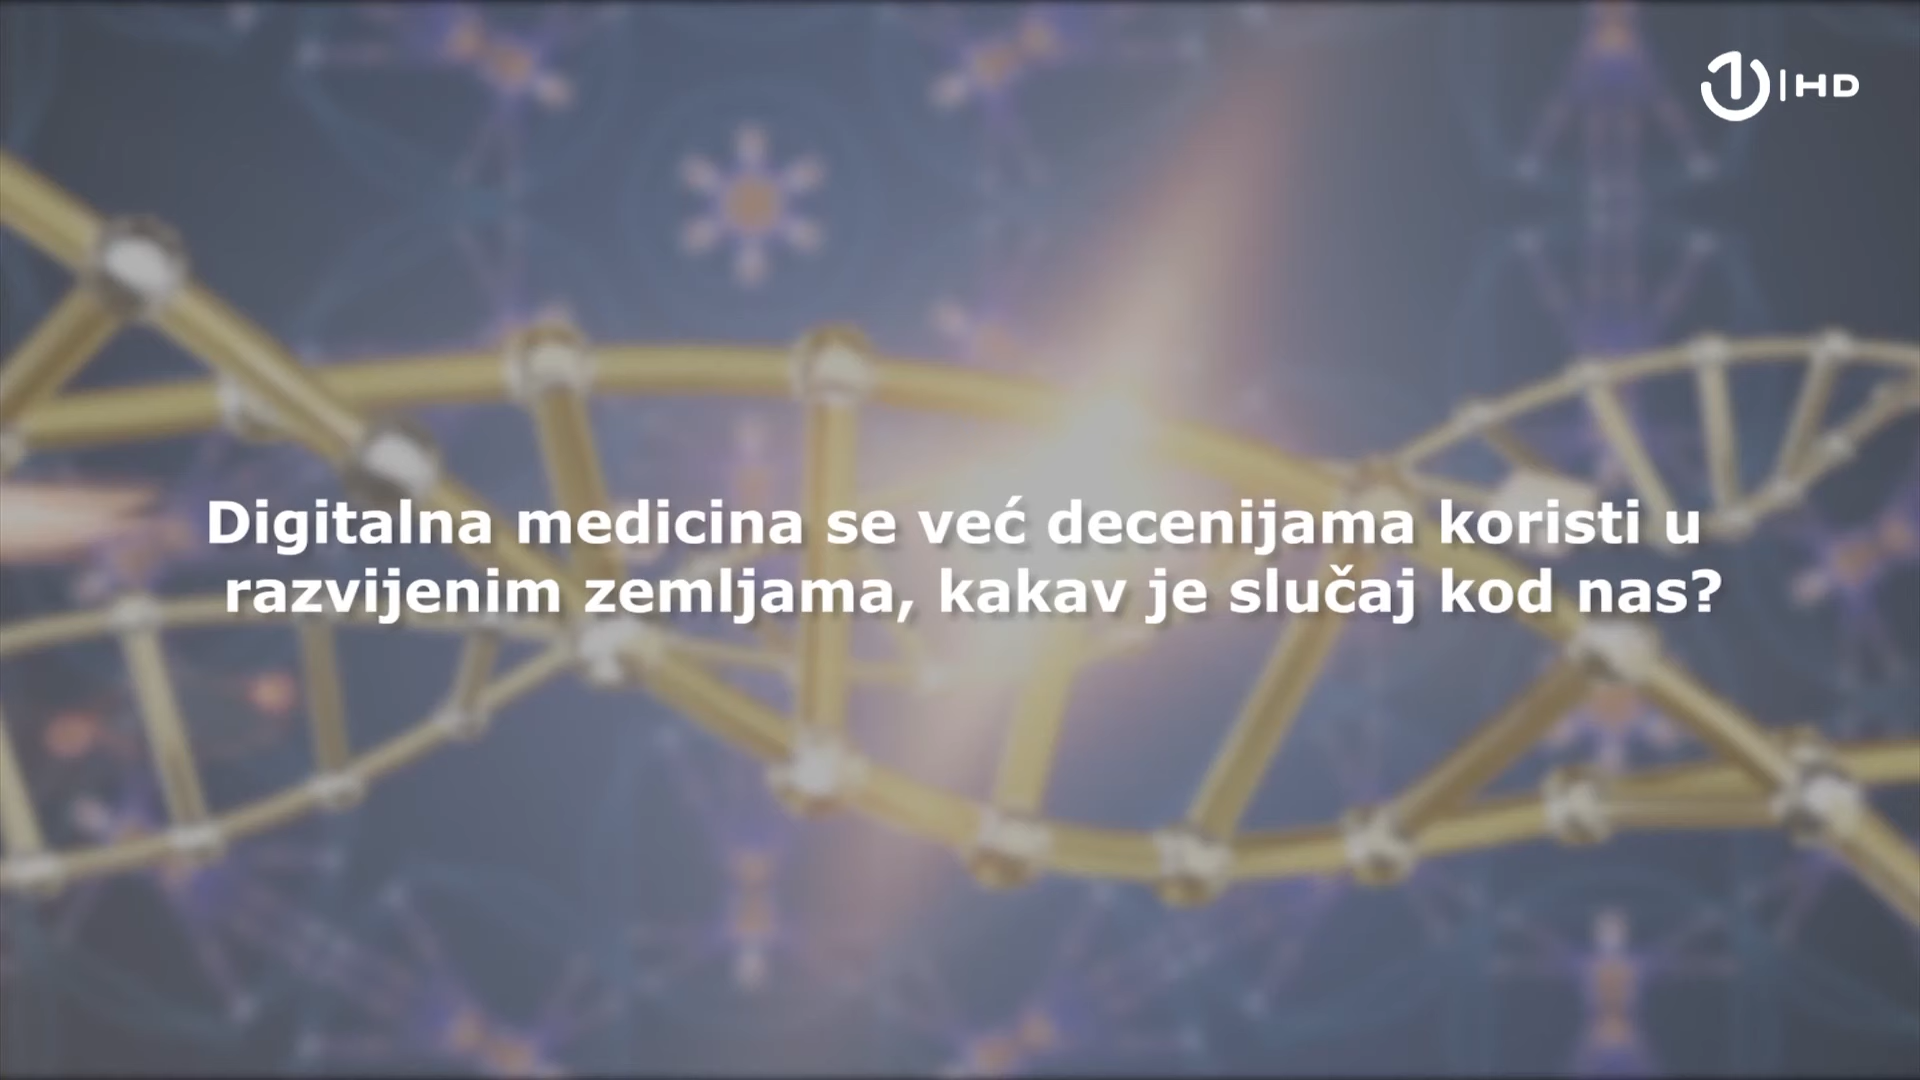 1 | HD
Digitalna medicina se već decenijama koristi u
razvijenim zemljama, kakav je slučaj kod nas?